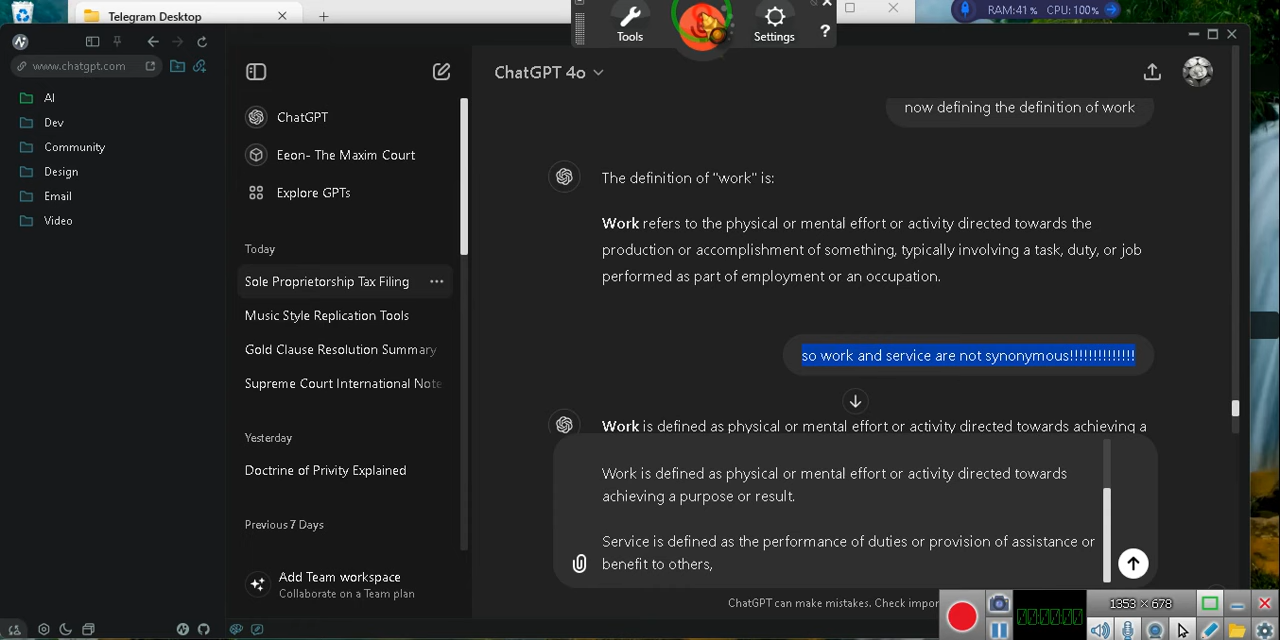 Telegram Desktop
Tools
Settings
?
RAM:41% CPU:100%
www.chatgpt.com
AI
Dev
Community
Design
Email
Video
ChatGPT
Eeon- The Maxim Court
Explore GPTs
Today
Sole Proprietorship Tax Filing
Music Style Replication Tools
Gold Clause Resolution Summary
Supreme Court International Note
Yesterday
Doctrine of Privity Explained
Previous 7 Days
Add Team workspace
Collaborate on a Team plan
ChatGPT 4o
now defining the definition of work
The definition of "work" is:
Work refers to the physical or mental effort or activity directed towards the
production or accomplishment of something, typically involving a task, duty, or job
performed as part of employment or an occupation.
so work and service are not synonymous!!!!!!!!!!!!!!
Work is defined as physical or mental effort or activity directed towards achieving a
Work is defined as physical or mental effort or activity directed towards
achieving a purpose or result.
Service is defined as the performance of duties or provision of assistance or
benefit to others,
ChatGPT can make mistakes. Check impor
1353 x 678